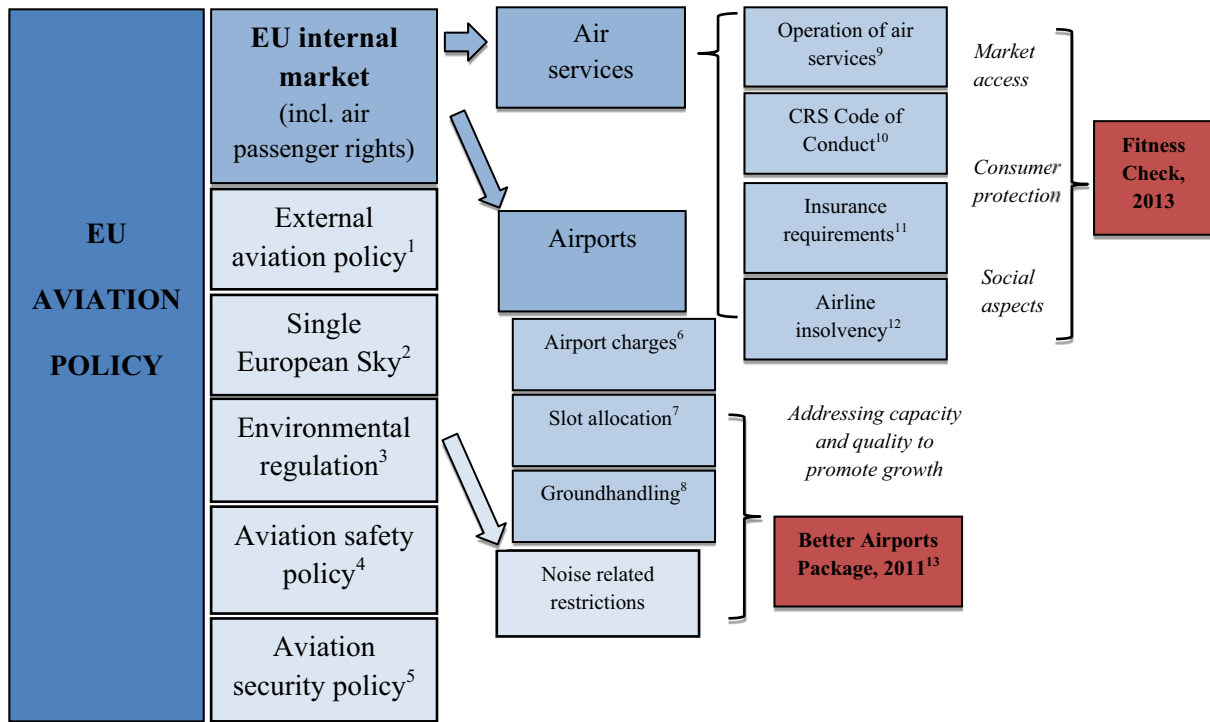 EU
AVIATION
POLICY
EU internal
market
(incl. air
passenger rights)
External
aviation policy¹
Single
European Sky²
Environmental
regulation³
Aviation safety
policy⁴
Aviation
security policy⁵
Air
services
Airports
Airport charges⁶
Slot allocation⁷
Groundhandling⁸
Noise related
restrictions
Operation of air
services⁹
CRS Code of
Conduct¹⁰
Insurance
requirements¹¹
Airline
insolvency¹²
Market
access
Consumer
protection
Social
aspects
Fitness
Check,
2013
Addressing capacity
and quality to
promote growth
Better Airports
Package, 2011¹³